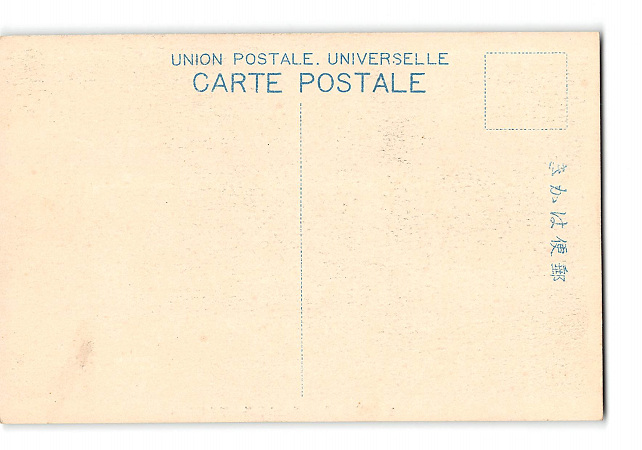 UNION POSTALE. UNIVERSELLE
CARTE POSTALE
郵便はかき